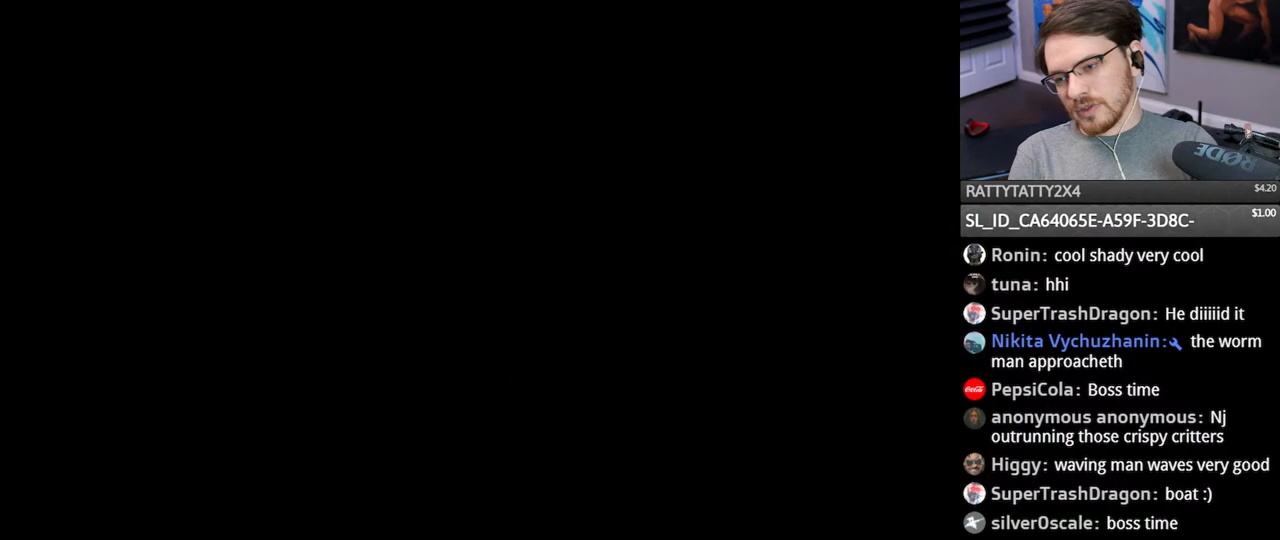 RØDE
RATTYTATTY2X4 $4.20
SL_ID_CA64065E-A59F-3D8C- $1.00
Ronin: cool shady very cool
tuna: hhi
SuperTrashDragon: He diiiiid it
Nikita Vychuzhanin: the worm
man approacheth
PepsiCola: Boss time
anonymous anonymous: Nj
outrunning those crispy critters
Higgy: waving man waves very good
SuperTrashDragon: boat :)
silver0scale: boss time